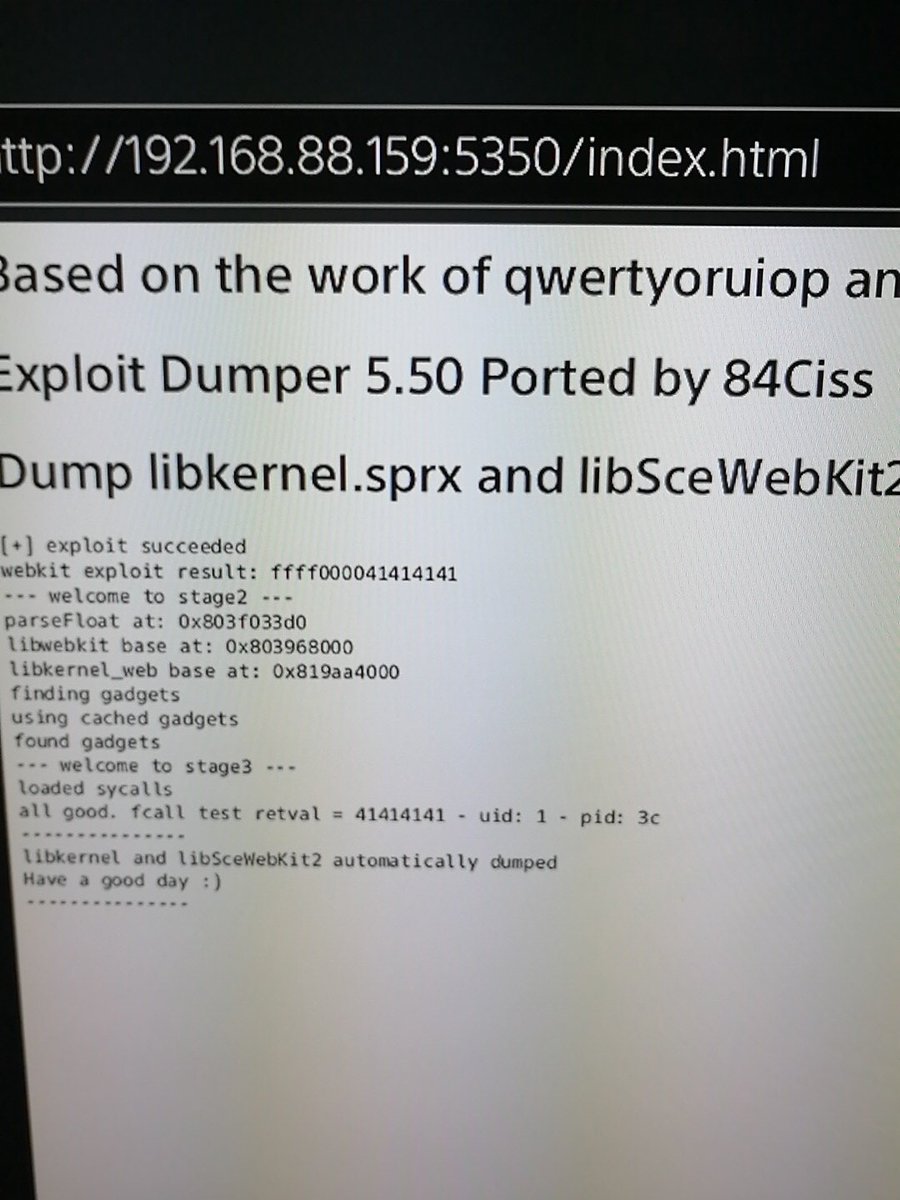 ttp://192.168.88.159:5350/index.html
Based on the work of qwertyoruiop an
Exploit Dumper 5.50 Ported by 84Ciss
Dump libkernel.sprx and libSceWebKit2
[+] exploit succeeded
webkit exploit result: ffff000041414141
--- welcome to stage2 ---
parseFloat at: 0x803f033d0
libwebkit base at: 0x803968000
libkernel_web base at: 0x819aa4000
finding gadgets
using cached gadgets
found gadgets
--- welcome to stage3 ---
loaded sycalls
all good. fcall test retval = 41414141 - uid: 1 - pid: 3c
---------------
libkernel and libSceWebKit2 automatically dumped
Have a good day :)
---------------